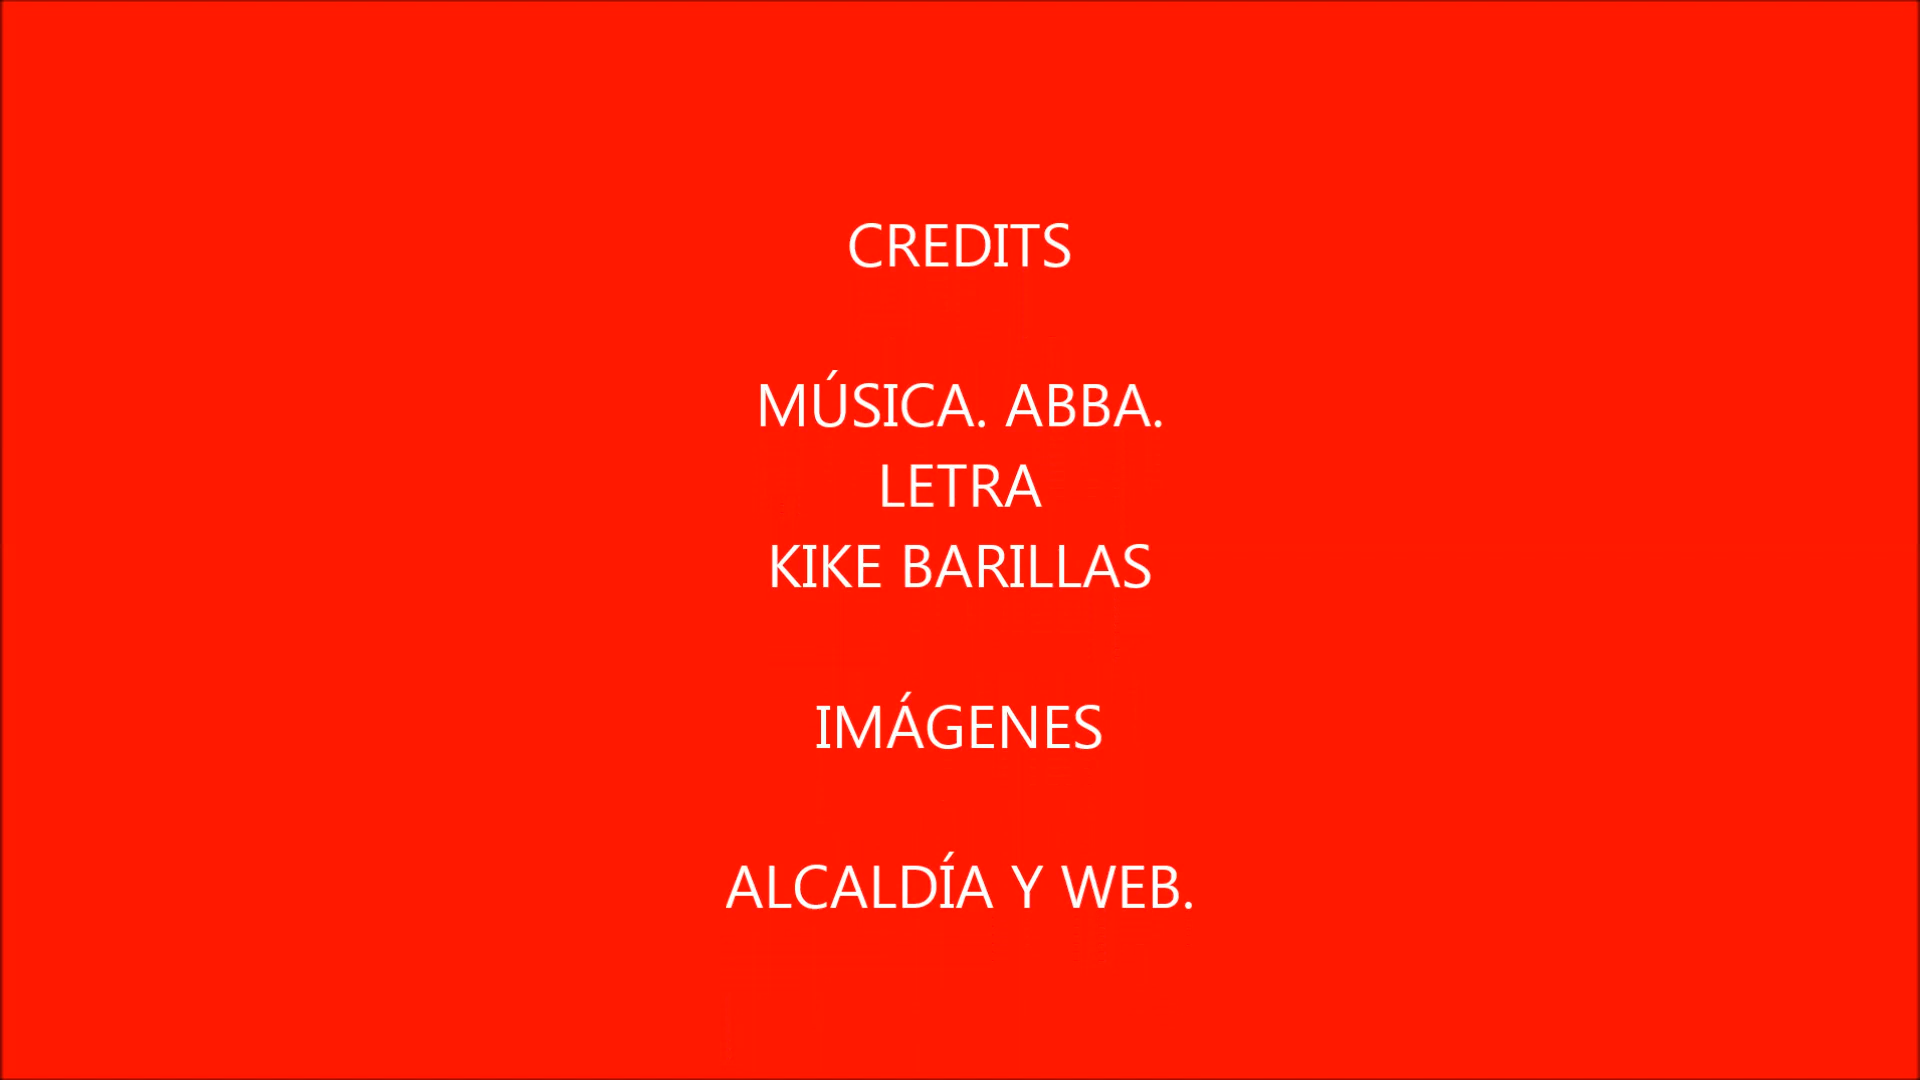 CREDITS
MÚSICA. ABBA.
LETRA
KIKE BARILLAS
IMÁGENES
ALCALDÍA Y WEB.